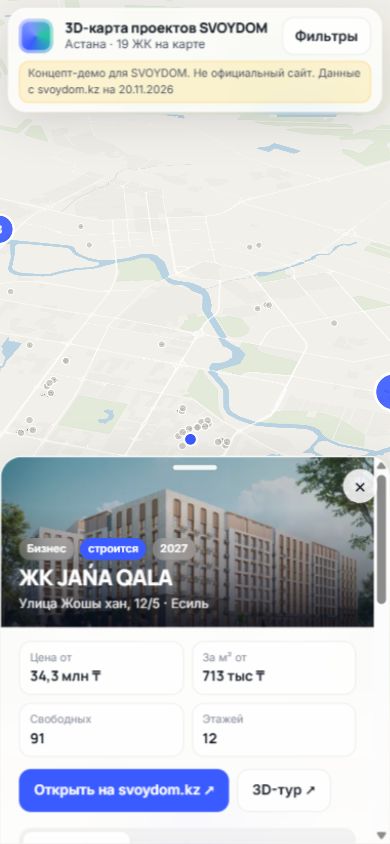 3D-карта проектов SVOYDOM
Астана · 19 ЖК на карте
Фильтры
Концепт-демо для SVOYDOM. Не официальный сайт. Данные
с svoydom.kz на 20.11.2026
Бизнес
строится
2027
ЖК JAŃA QALA
Улица Жошы хан, 12/5 · Есиль
Цена от
34,3 млн ₸
За м² от
713 тыс ₸
Свободных
91
Этажей
12
Открыть на svoydom.kz ↗
3D-тур ↗